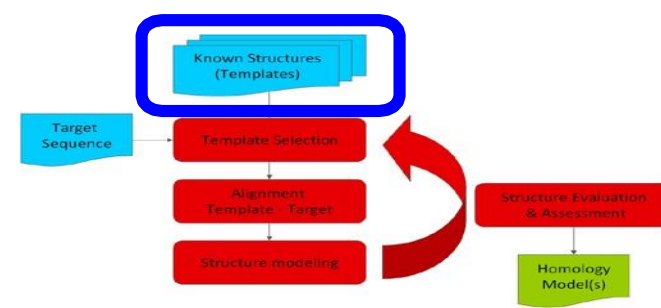 Known Structures
(Templates)
Target
Sequence
Template Selection
Alignment
Template - Target
Structure modeling
Structure Evaluation
& Assessment
Homology
Model(s)